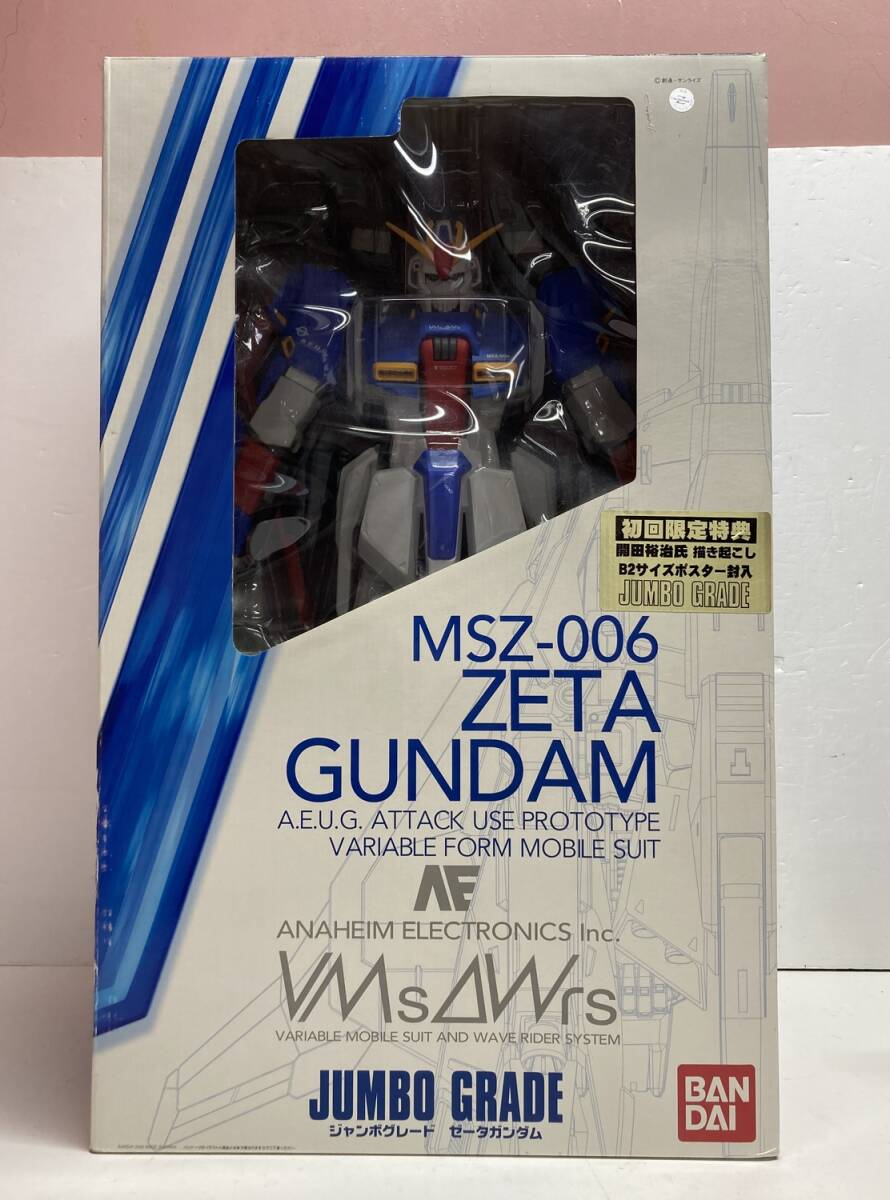 ©創通・サンライズ
初回限定特典
開田裕治氏 描き起こし
B2サイズポスター封入
JUMBO GRADE
MSZ-006
ZETA
GUNDAM
A.E.U.G. ATTACK USE PROTOTYPE
VARIABLE FORM MOBILE SUIT
AE
ANAHEIM ELECTRONICS Inc.
VMsΔWrs
VARIABLE MOBILE SUIT AND WAVE RIDER SYSTEM
JUMBO GRADE
ジャンボグレード ゼータガンダム
BAN
DAI